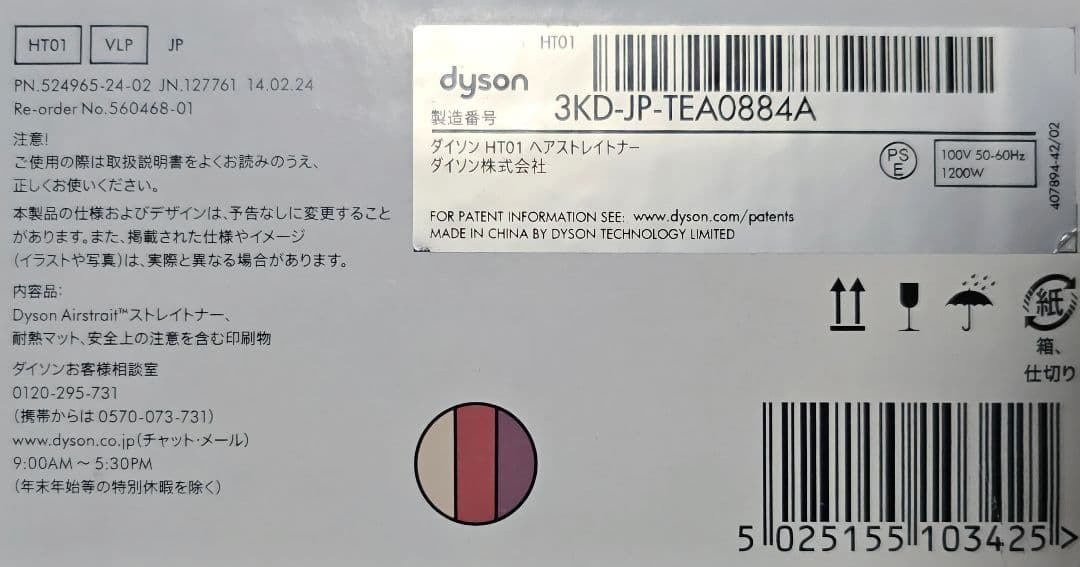 HT01 VLP JP
PN.524965-24-02 JN.127761 14.02.24
Re-order No.560468-01
注意!
ご使用の際は取扱説明書をよくお読みのうえ、
正しくお使いください。
本製品の仕様およびデザインは、予告なしに変更すること
があります。また、掲載された仕様やイメージ
(イラストや写真)は、実際と異なる場合があります。
内容品:
Dyson Airstrait™ストレイトナー、
耐熱マット、安全上の注意を含む印刷物
ダイソンお客様相談室
0120-295-731
(携帯からは 0570-073-731)
www.dyson.co.jp(チャット・メール)
9:00AM ~ 5:30PM
(年末年始等の特別休暇を除く)
HT01
dyson
製造番号 3KD-JP-TEA0884A
ダイソン HT01 ヘアストレイトナー
ダイソン株式会社
PS
E
100V 50-60Hz
1200W
407894-42/02
FOR PATENT INFORMATION SEE: www.dyson.com/patents
MADE IN CHINA BY DYSON TECHNOLOGY LIMITED
紙
箱、
仕切り
5 025155 103425 >